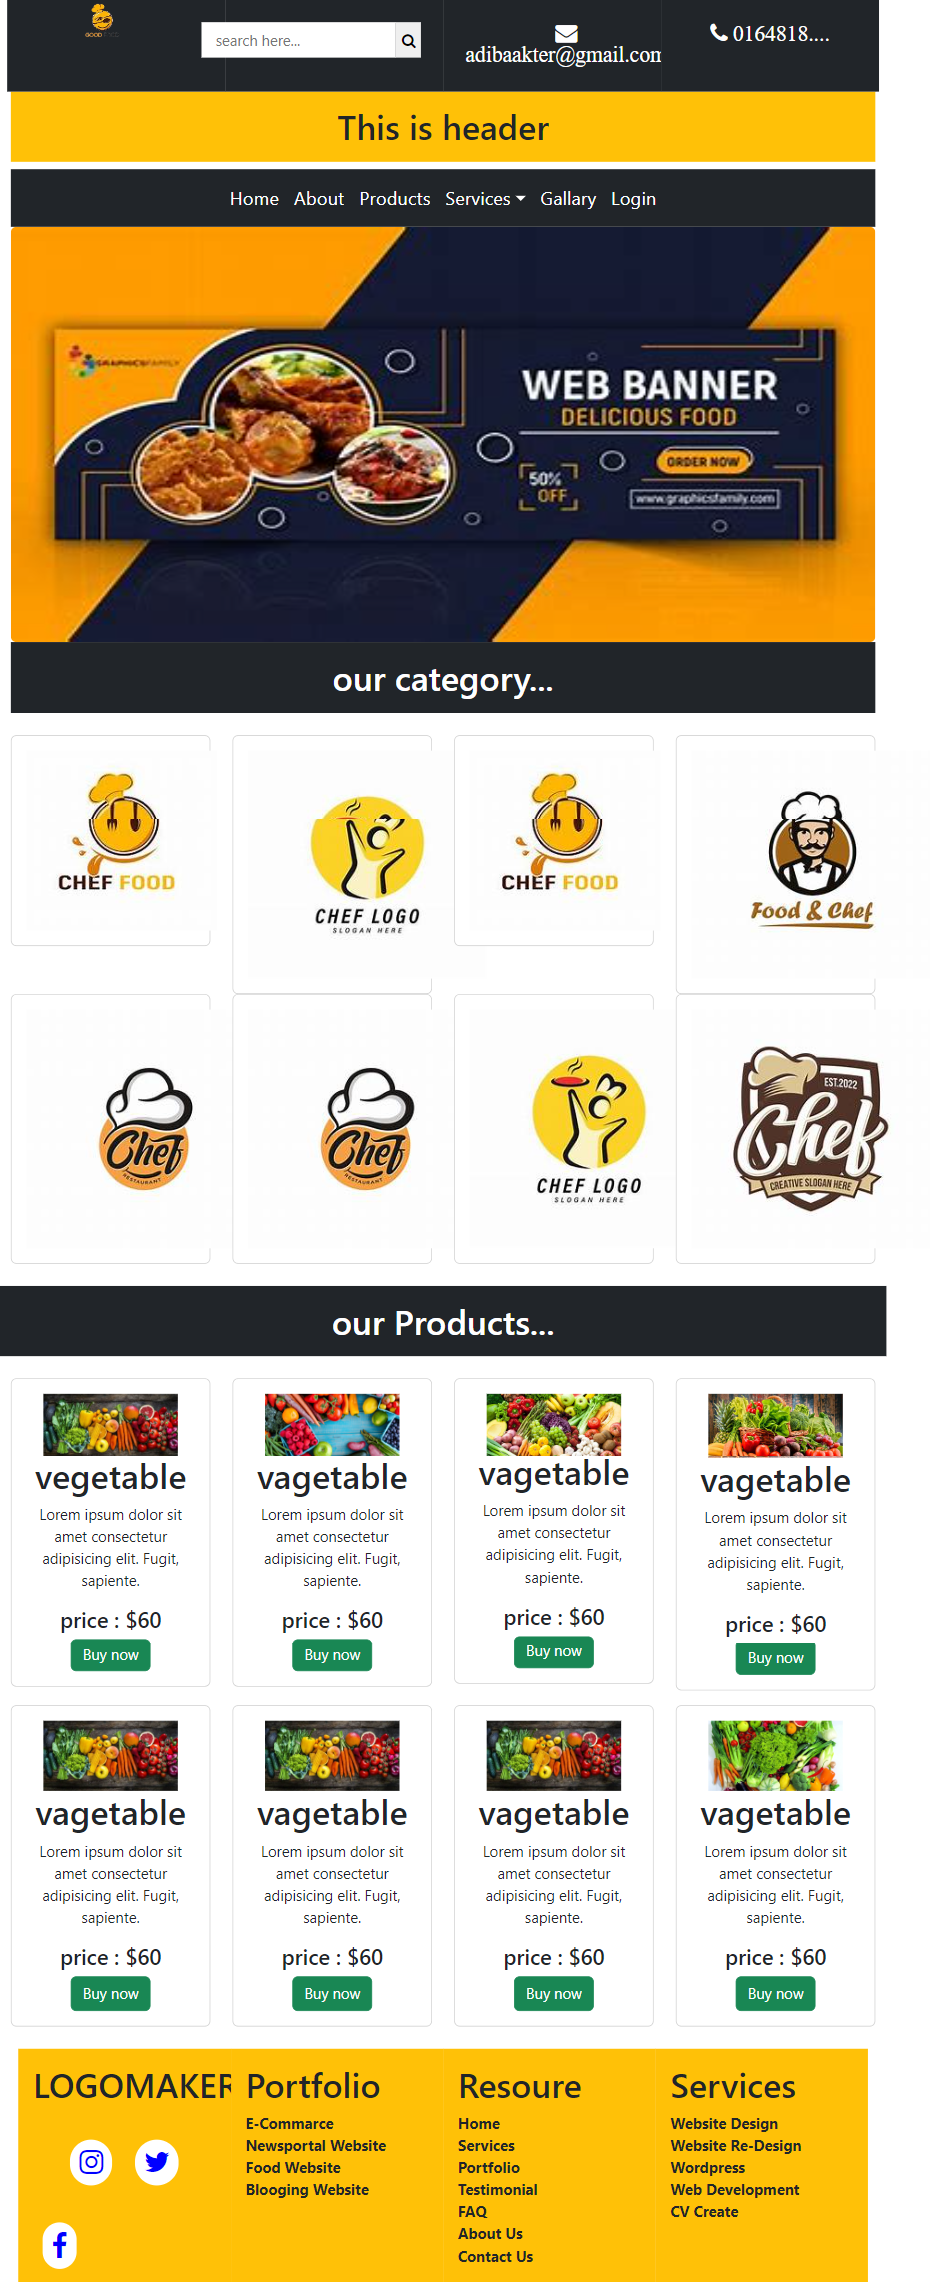 GOOD
search here...
adibaakter@gmail.com
0164818....
This is header
Home About Products Services Gallary Login
GRAPHICSFAMILY
WEB BANNER
DELICIOUS FOOD
ORDER NOW
50%
OFF
www.graphicsfamily.com
our category...
CHEF FOOD
CHEF LOGO
SLOGAN HERE
CHEF FOOD
Food & Chef
Chef
RESTAURANT
Chef
RESTAURANT
CHEF LOGO
SLOGAN HERE
EST.2022
Chef
CREATIVE SLOGAN HERE
our Products...
vegetable
Lorem ipsum dolor sit
amet consectetur
adipisicing elit. Fugit,
sapiente.
price : $60
Buy now
vagetable
Lorem ipsum dolor sit
amet consectetur
adipisicing elit. Fugit,
sapiente.
price : $60
Buy now
vagetable
Lorem ipsum dolor sit
amet consectetur
adipisicing elit. Fugit,
sapiente.
price : $60
Buy now
vagetable
Lorem ipsum dolor sit
amet consectetur
adipisicing elit. Fugit,
sapiente.
price : $60
Buy now
vagetable
Lorem ipsum dolor sit
amet consectetur
adipisicing elit. Fugit,
sapiente.
price : $60
Buy now
vagetable
Lorem ipsum dolor sit
amet consectetur
adipisicing elit. Fugit,
sapiente.
price : $60
Buy now
vagetable
Lorem ipsum dolor sit
amet consectetur
adipisicing elit. Fugit,
sapiente.
price : $60
Buy now
vagetable
Lorem ipsum dolor sit
amet consectetur
adipisicing elit. Fugit,
sapiente.
price : $60
Buy now
LOGOMAKER
Portfolio
E-Commarce
Newsportal Website
Food Website
Blooging Website
Resoure
Home
Services
Portfolio
Testimonial
FAQ
About Us
Contact Us
Services
Website Design
Website Re-Design
Wordpress
Web Development
CV Create